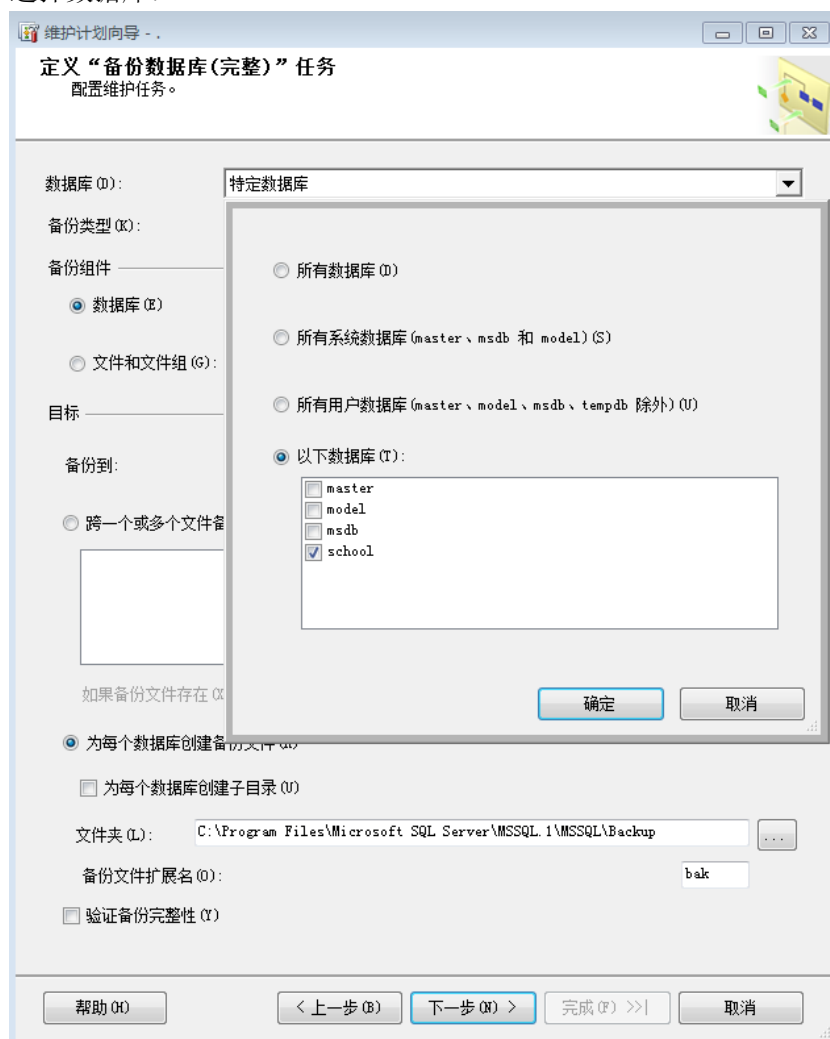 维护计划向导 - .
定义“备份数据库(完整)”任务
配置维护任务。
数据库(D):
特定数据库
备份类型(K):
备份组件
所有数据库(D)
数据库(E)
所有系统数据库(master、msdb 和 model)(S)
文件和文件组(G):
所有用户数据库(master、model、msdb、tempdb 除外)(U)
目标
以下数据库(T):
备份到:
master
model
msdb
school
跨一个或多个文件备
如果备份文件存在(X
确定
取消
为每个数据库创建备份文件(R)
为每个数据库创建子目录(U)
文件夹(L):
C:\Program Files\Microsoft SQL Server\MSSQL.1\MSSQL\Backup
...
备份文件扩展名(O):
bak
验证备份完整性(Y)
帮助(H)
< 上一步(B)
下一步(N) >
完成(F) >>|
取消